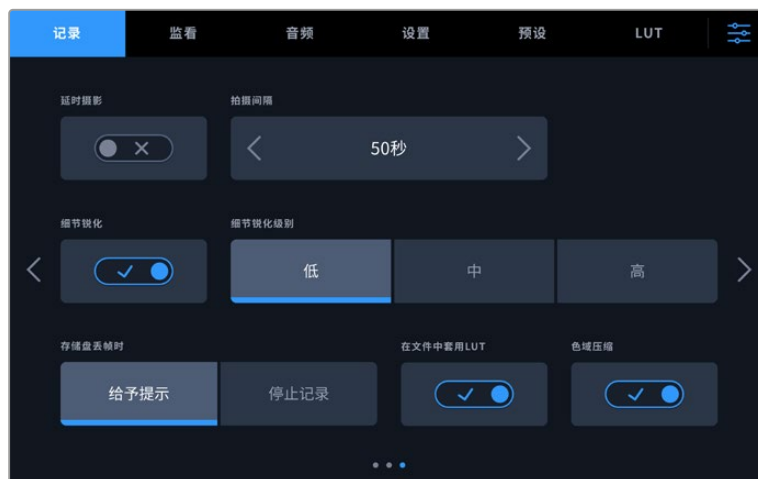 记录 监看 音频 设置 预设 LUT
延时摄影 拍摄间隔
50秒
细节锐化 细节锐化级别
低 中 高
存储盘丢帧时 在文件中套用LUT 色域压缩
给予提示 停止记录